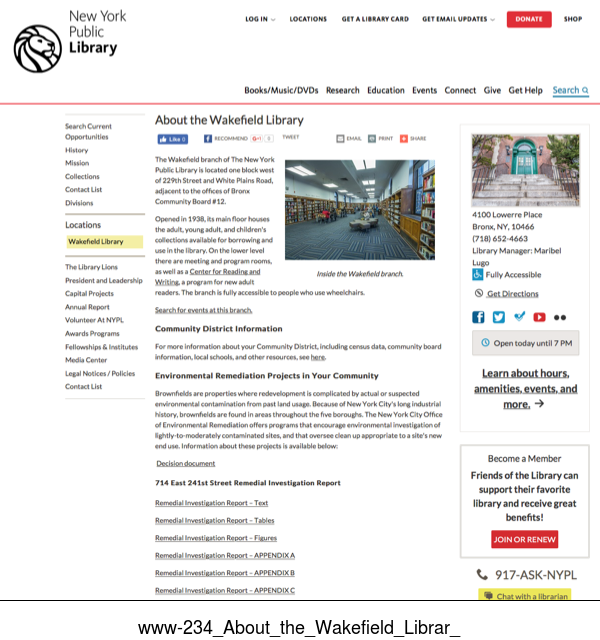 New York
Public
Library
LOG IN
LOCATIONS
GET A LIBRARY CARD
GET EMAIL UPDATES
DONATE
SHOP
Books/Music/DVDs
Research
Education
Events
Connect
Give
Get Help
Search
Search Current
Opportunities
History
Mission
Collections
Contact List
Divisions
Locations
Wakefield Library
The Library Lions
President and Leadership
Capital Projects
Annual Report
Volunteer At NYPL
Awards Programs
Fellowships & Institutes
Media Center
Legal Notices / Policies
Contact List
About the Wakefield Library
Like 0
RECOMMEND
TWEET
EMAIL
PRINT
SHARE
The Wakefield branch of The New York
Public Library is located one block west
of 229th Street and White Plains Road,
adjacent to the offices of Bronx
Community Board #12.
Opened in 1938, its main floor houses
the adult, young adult, and children's
collections available for borrowing and
use in the library. On the lower level
there are meeting and program rooms,
as well as a Center for Reading and
Writing, a program for new adult
readers. The branch is fully accessible to people who use wheelchairs.
Inside the Wakefield branch.
Search for events at this branch.
Community District Information
For more information about your Community District, including census data, community board
information, local schools, and other resources, see here.
Environmental Remediation Projects in Your Community
Brownfields are properties where redevelopment is complicated by actual or suspected
environmental contamination from past land usage. Because of New York City's long industrial
history, brownfields are found in areas throughout the five boroughs. The New York City Office
of Environmental Remediation offers programs that encourage environmental investigation of
lightly-to-moderately contaminated sites, and that oversee clean up appropriate to a site's new
end use. Information about these projects is available below:
Decision document
714 East 241st Street Remedial Investigation Report
Remedial Investigation Report – Text
Remedial Investigation Report – Tables
Remedial Investigation Report – Figures
Remedial Investigation Report – APPENDIX A
Remedial Investigation Report – APPENDIX B
Remedial Investigation Report – APPENDIX C
4100 Lowerre Place
Bronx, NY, 10466
(718) 652-4663
Library Manager: Maribel
Lugo
Fully Accessible
Get Directions
Open today until 7 PM
Learn about hours,
amenities, events, and
more. →
Become a Member
Friends of the Library can
support their favorite
library and receive great
benefits!
JOIN OR RENEW
917-ASK-NYPL
Chat with a librarian
www-234_About_the_Wakefield_Librar_